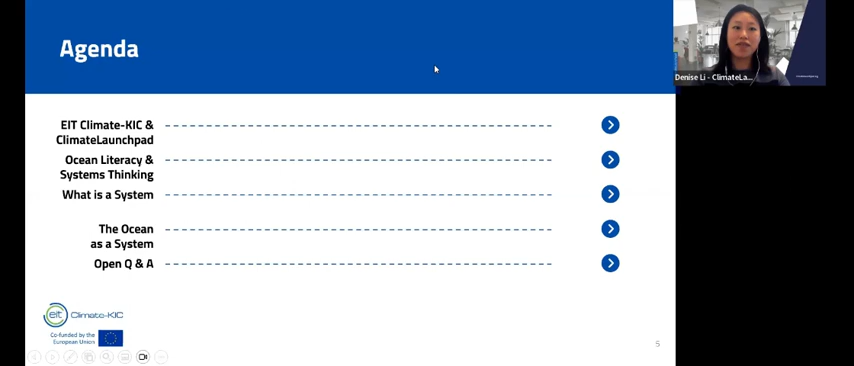 Agenda
Denise Li - ClimateLa...
EIT Climate-KIC &
ClimateLaunchpad
Ocean Literacy &
Systems Thinking
What is a System
The Ocean
as a System
Open Q & A
eit Climate-KIC
Co-funded by the
European Union
5